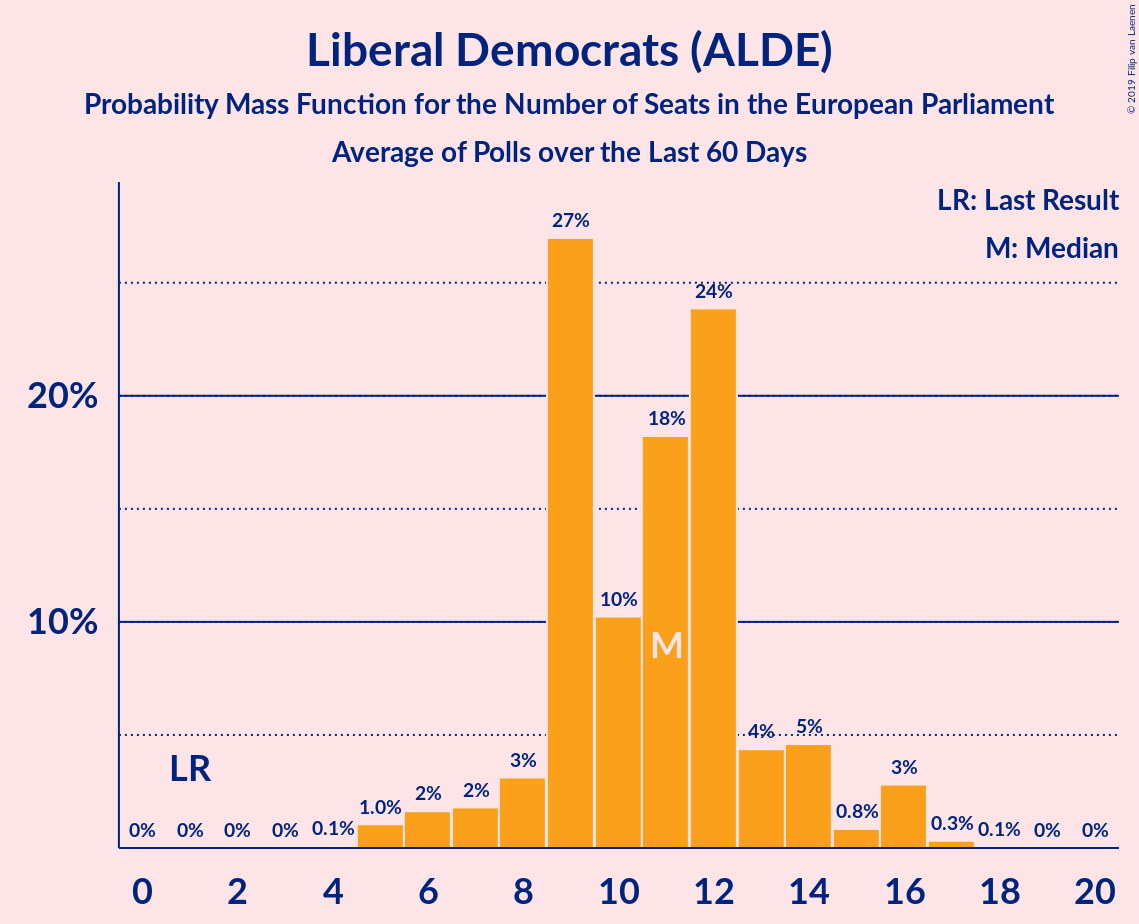 Liberal Democrats (ALDE)
Probability Mass Function for the Number of Seats in the European Parliament
Average of Polls over the Last 60 Days
© 2019 Filip van Laenen
LR: Last Result
M: Median
27%
24%
20%
18%
10%
10%
M
4%
5%
LR
3%
3%
2%
2%
1.0%
0.8%
0%
0%
0%
0%
0.1%
0.3%
0.1%
0%
0%
0 2 4 6 8 10 12 14 16 18 20